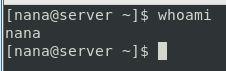 [nana@server ~]$ whoami
nana
[nana@server ~]$